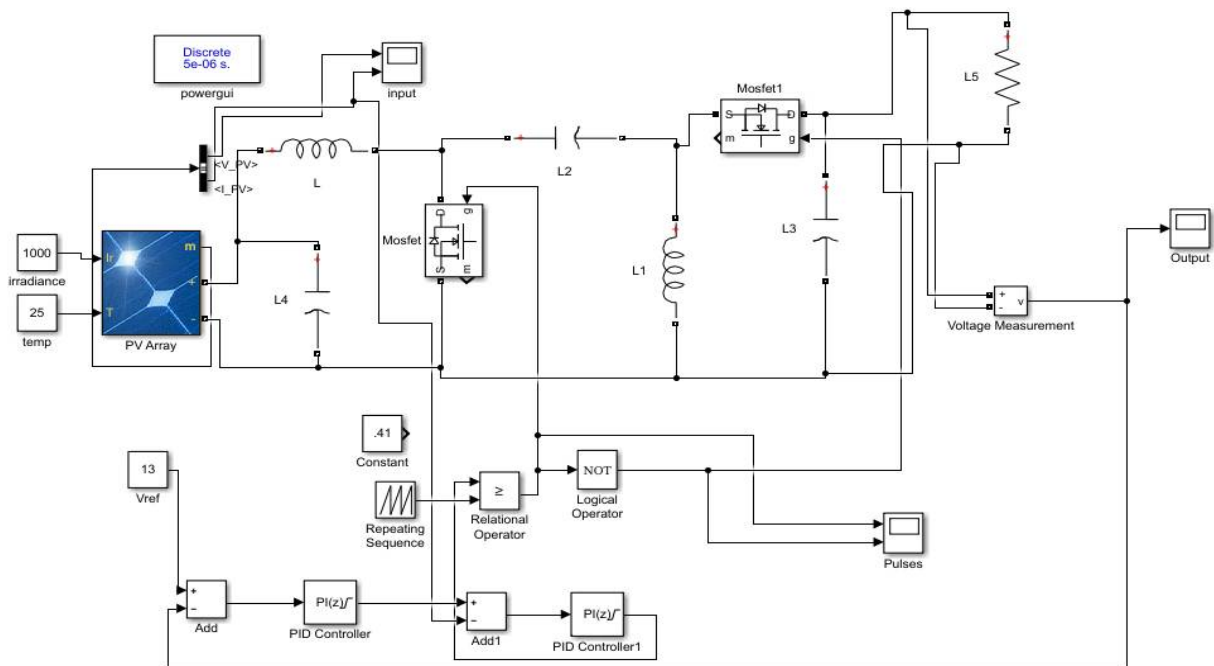 Discrete
5e-06 s.
powergui
input
<V_PV>
<I_PV>
L
L2
Mosfet1
S
D
m
g
L5
Mosfet
D
g
S
m
L1
L3
L4
1000
irradiance
25
temp
Ir
T
m
+
-
PV Array
Output
+
-
v
Voltage Measurement
.41
Constant
13
Vref
Repeating
Sequence
≥
Relational
Operator
NOT
Logical
Operator
Pulses
+
−
Add
PI(z)
PID Controller
+
−
Add1
PI(z)
PID Controller1